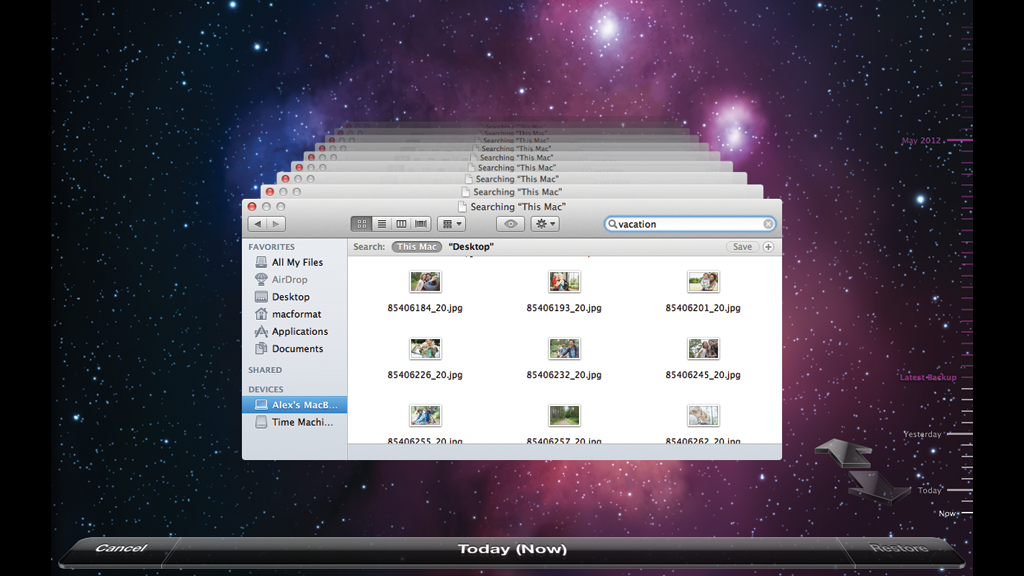 Searching "This Mac"
Searching "This Mac"
Searching "This Mac"
Searching "This Mac"
Searching "This Mac"
Searching "This Mac"
Searching "This Mac"
Searching "This Mac"
vacation
Search: This Mac "Desktop" Save +
FAVORITES
All My Files
AirDrop
Desktop
macformat
Applications
Documents
SHARED
DEVICES
Alex's MacB...
Time Machi...
85406184_20.jpg 85406193_20.jpg 85406201_20.jpg
85406226_20.jpg 85406232_20.jpg 85406245_20.jpg
85406255_20.jpg 85406257_20.jpg 85406262_20.jpg
May 2012
Latest Backup
Yesterday
Today
Now
Cancel Today (Now) Restore